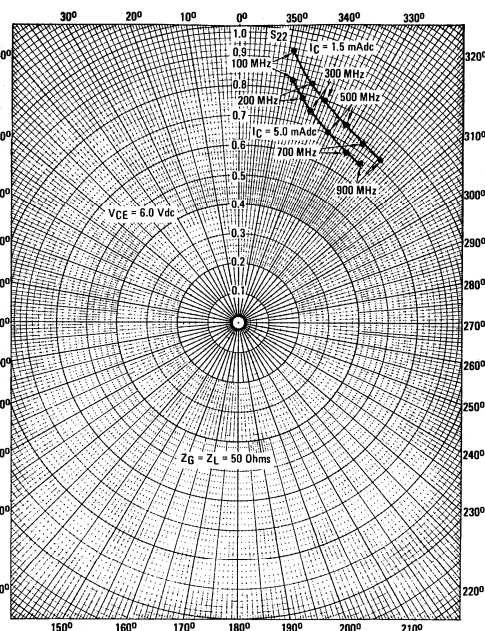 30⁰ 20⁰ 10⁰ 0⁰ 350⁰ 340⁰ 330⁰
1.0
S22
0.9
IC = 1.5 mAdc
320⁰
100 MHz
300 MHz
0.8
500 MHz
200 MHz
0.7
IC = 5.0 mAdc
310⁰
0.6
700 MHz
0.5
900 MHz
300⁰
0.4
VCE = 6.0 Vdc
290⁰
0.3
280⁰
0.2
0.1
270⁰
260⁰
250⁰
ZG = ZL = 50 Ohms
240⁰
230⁰
220⁰
150⁰ 160⁰ 170⁰ 180⁰ 190⁰ 200⁰ 210⁰